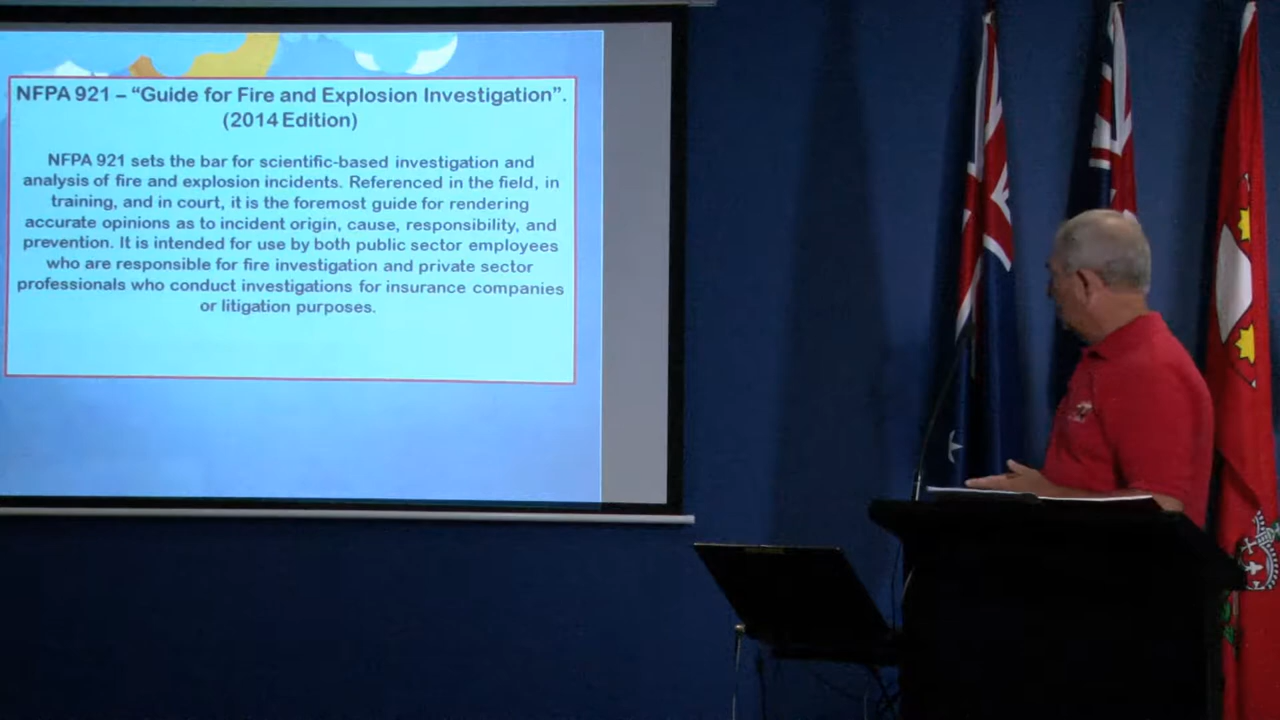 NFPA 921 – “Guide for Fire and Explosion Investigation”.
(2014 Edition)
NFPA 921 sets the bar for scientific-based investigation and
analysis of fire and explosion incidents. Referenced in the field, in
training, and in court, it is the foremost guide for rendering
accurate opinions as to incident origin, cause, responsibility, and
prevention. It is intended for use by both public sector employees
who are responsible for fire investigation and private sector
professionals who conduct investigations for insurance companies
or litigation purposes.